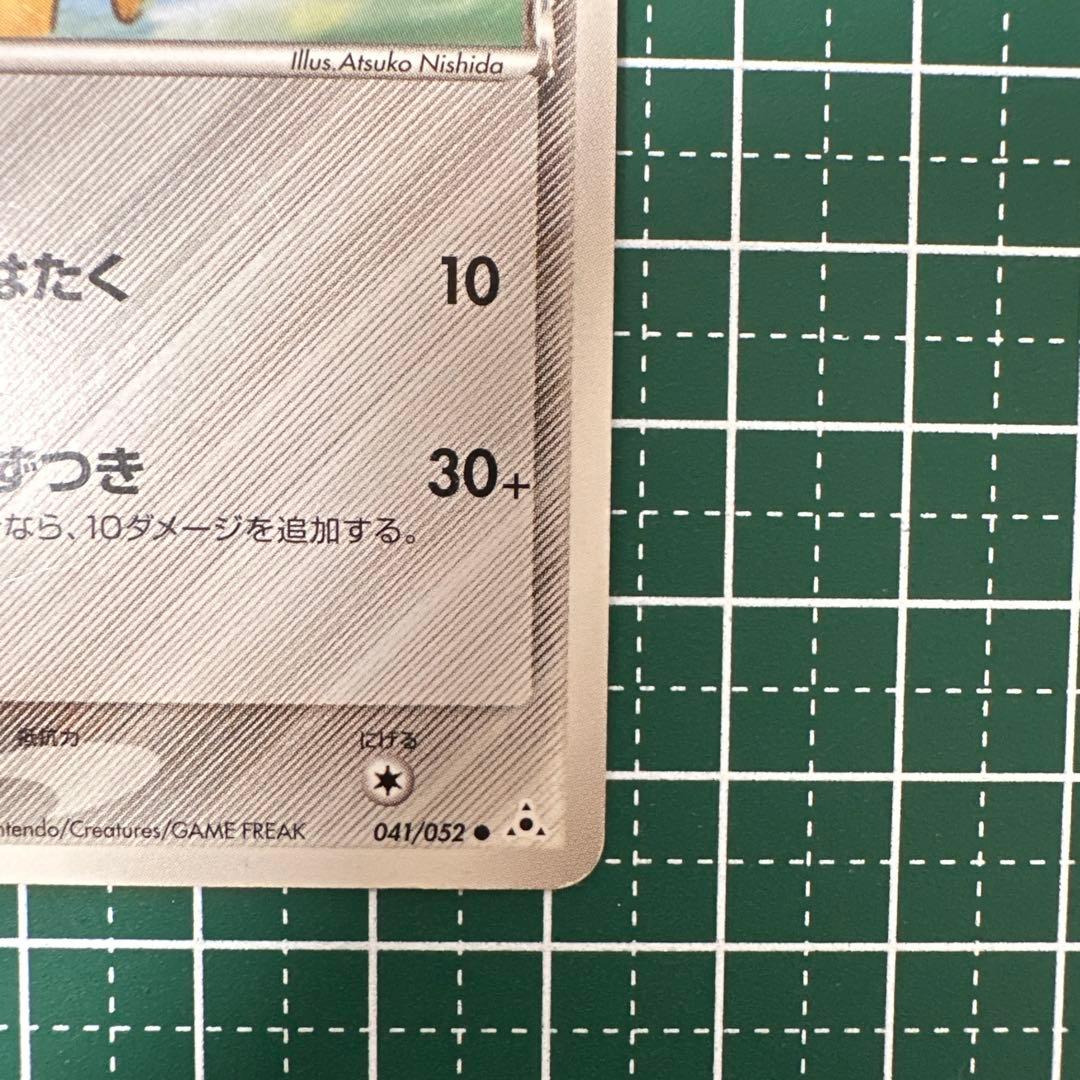 Illus. Atsuko Nishida
はたく 10
ずつき 30+
なら、10ダメージを追加する。
抵抗力 にげる
ntendo/Creatures/GAME FREAK 041/052